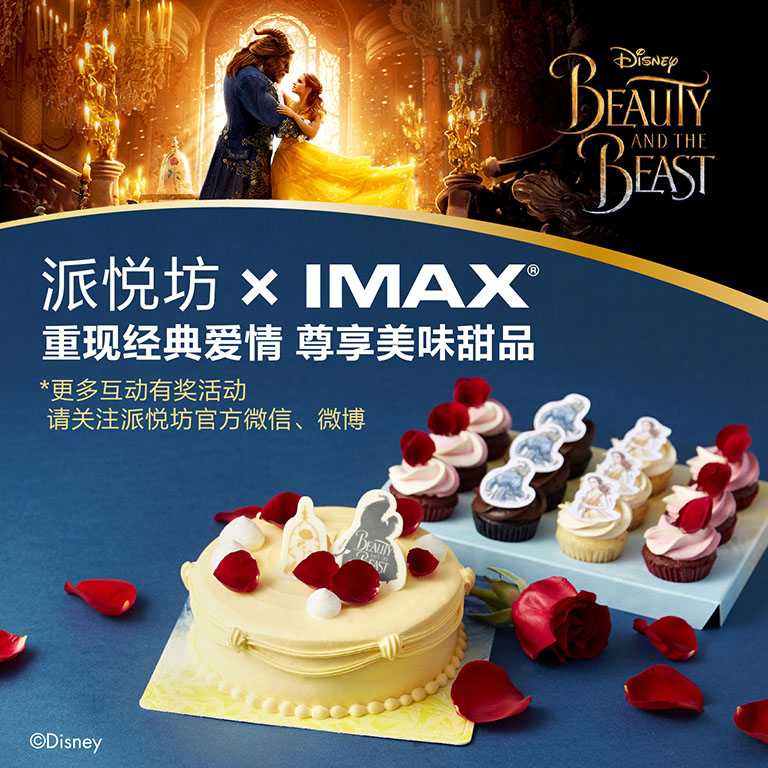 Disney
BEAUTY
AND THE
BEAST
派悦坊 × IMAX®
重现经典爱情 尊享美味甜品
*更多互动有奖活动
请关注派悦坊官方微信、微博
BEAUTY
AND THE
BEAST
©Disney